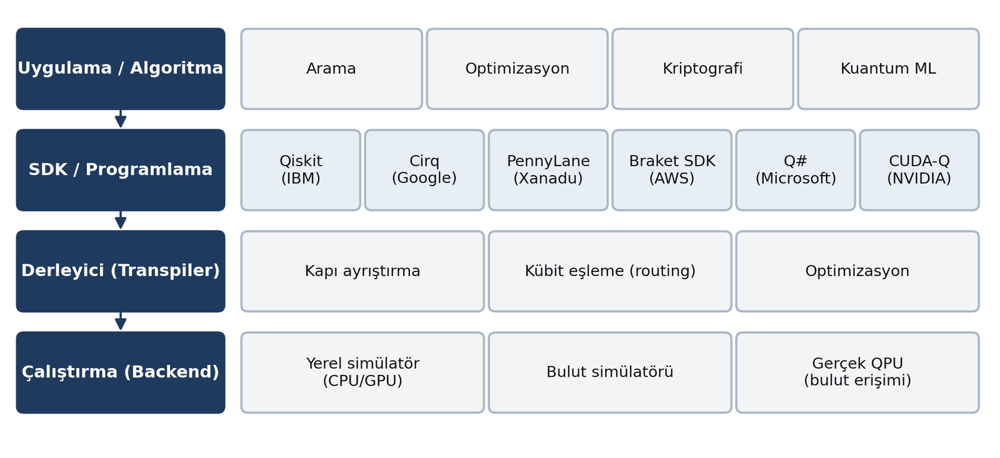 Uygulama / Algoritma
Arama
Optimizasyon
Kriptografi
Kuantum ML
SDK / Programlama
Qiskit
(IBM)
Cirq
(Google)
PennyLane
(Xanadu)
Braket SDK
(AWS)
Q#
(Microsoft)
CUDA-Q
(NVIDIA)
Derleyici (Transpiler)
Kapı ayrıştırma
Kübit eşleme (routing)
Optimizasyon
Çalıştırma (Backend)
Yerel simülatör
(CPU/GPU)
Bulut simülatörü
Gerçek QPU
(bulut erişimi)